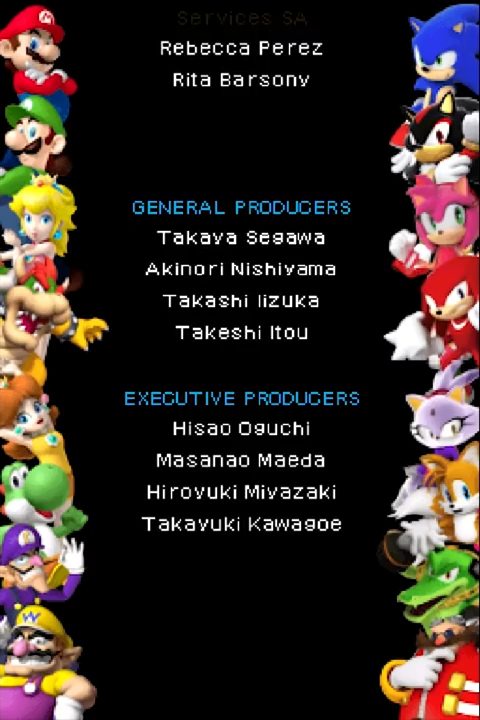 Services SA
Rebecca Perez
Rita Barsony
GENERAL PRODUCERS
Takaya Segawa
Akinori Nishiyama
Takashi Iizuka
Takeshi Itou
EXECUTIVE PRODUCERS
Hisao Oguchi
Masanao Maeda
Hiroyuki Miyazaki
Takayuki Kawagoe